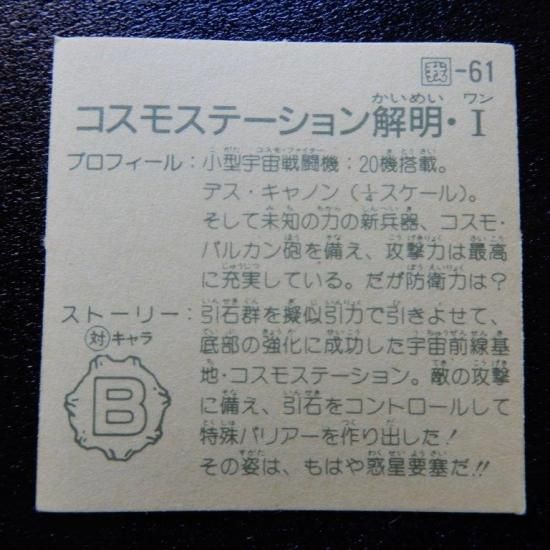 我-61
コスモステーション解明・I
プロフィール：小型宇宙戦闘機：20機搭載。
デス・キャノン（¼スケール）。
そして未知の力の新兵器、コスモ・
バルカン砲を備え、攻撃力は最高
に充実している。だが防衛力は？
ストーリー：引石群を擬似引力で引きよせて、
対キャラ 底部の強化に成功した宇宙前線基
地・コスモステーション。敵の攻撃
B に備え、引石をコントロールして
特殊バリアーを作り出した！
その姿は、もはや惑星要塞だ!!